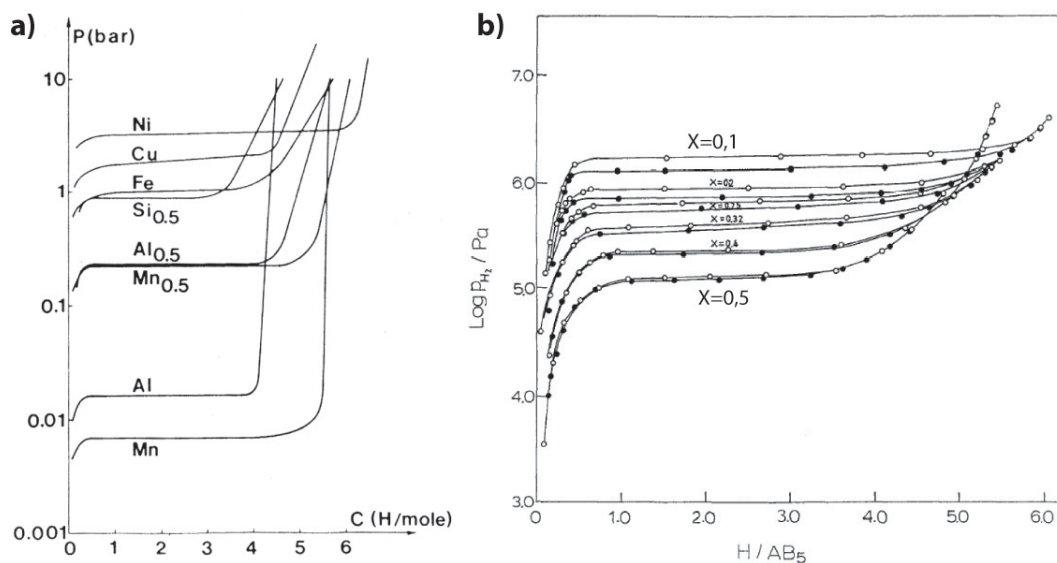 a)
P(bar)
10
1
0.1
0.01
0.001
Ni
Cu
Fe
Si0.5
Al0.5
Mn0.5
Al
Mn
C (H/mole)
0 1 2 3 4 5 6
b)
Log pH2 / Pa
7.0
6.0
5.0
4.0
3.0
X=0,1
X=0,5
X=0.32
X=0.4
0 1.0 2.0 3.0 4.0 5.0 6.0
H / AB5